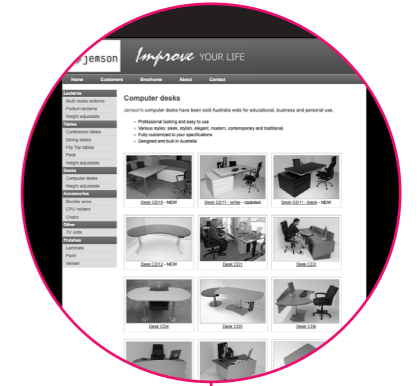 jemson
Improve YOUR LIFE
Home Customers Brochures About Contact
Lecterns
Multi media lecterns
Podium lecterns
Height adjustable
Tables
Conference tables
Dining tables
Flip Top tables
Pods
Height adjustable
Desks
Computer desks
Height adjustable
Accessories
Monitor arms
CPU holders
Chairs
Other
TV units
Finishes
Laminate
Paint
Veneer
Computer desks
Jemson's computer desks have been sold Australia wide for educational, business and personal use.
Professional looking and easy to use
Various styles: sleek, stylish, elegant, modern, contemporary and traditional.
Fully customized to your specifications
Designed and built in Australia
Desk CD10 - NEW
Desk CD11 - white - Updated
Desk CD11 - black - NEW
Desk CD12 - NEW
Desk CD1
Desk CD3
Desk CD4
Desk CD5
Desk CD6